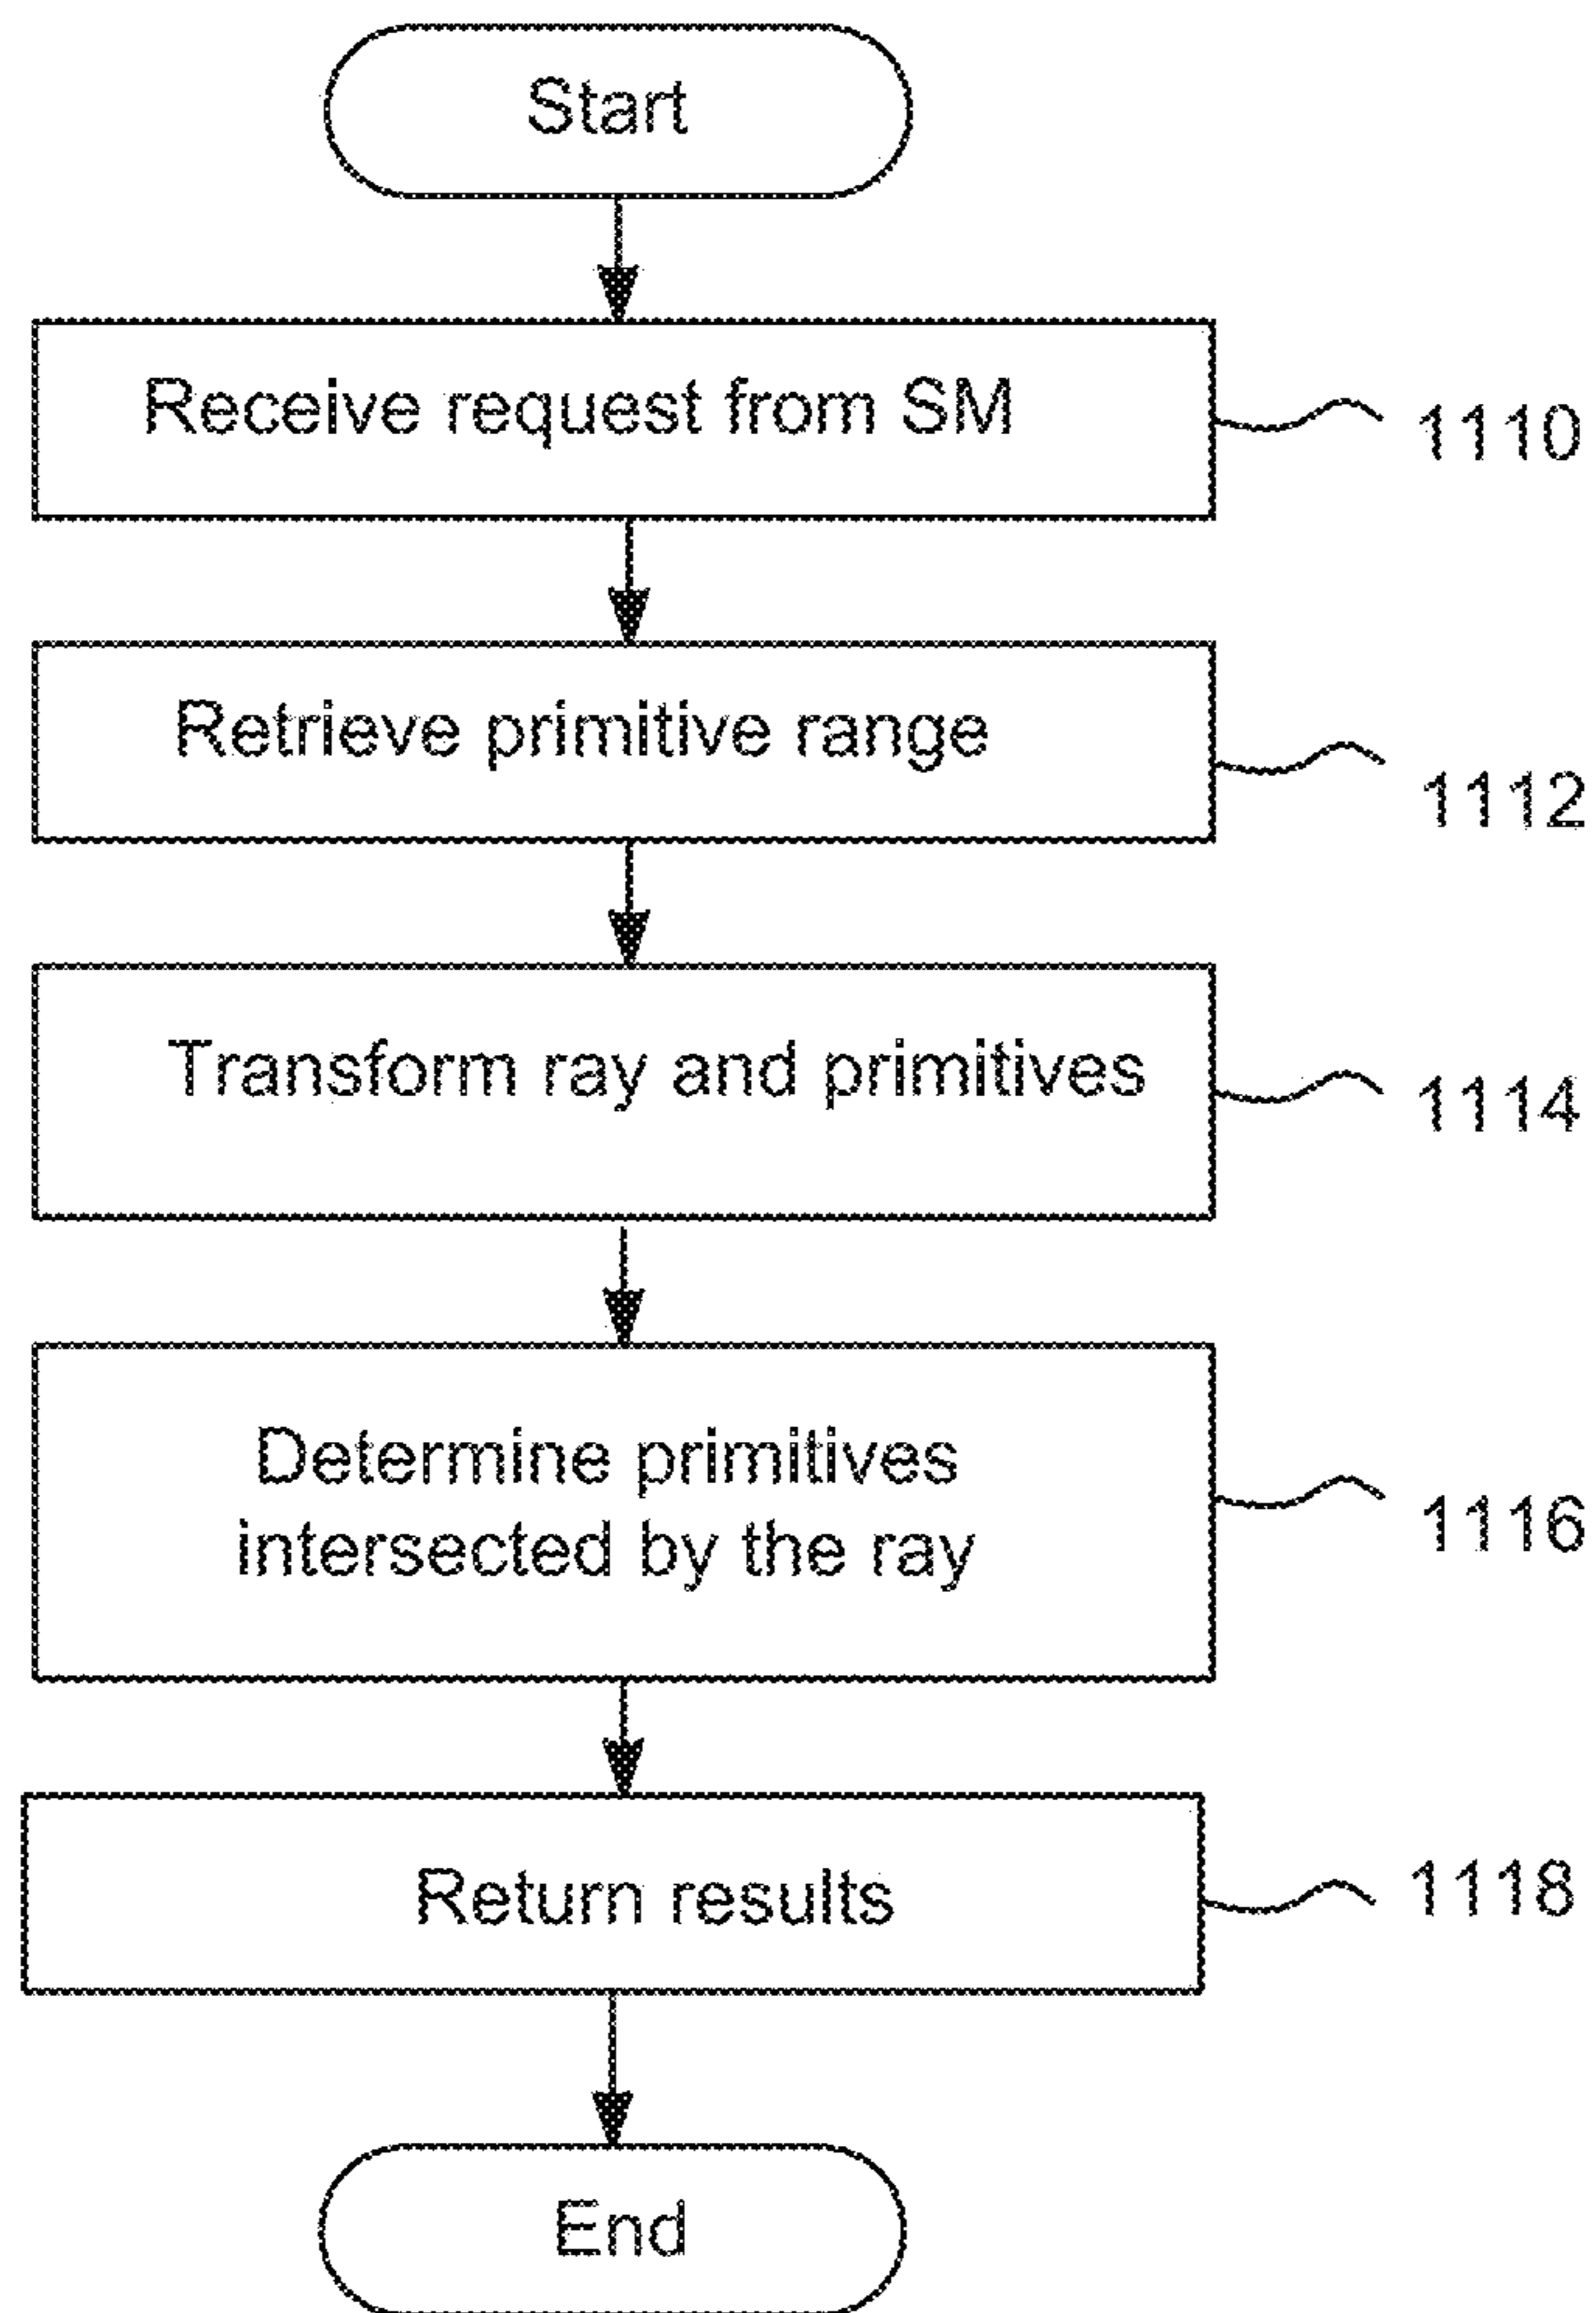 Start
Receive request from SM
1110
Retrieve primitive range
1112
Transform ray and primitives
1114
Determine primitives
intersected by the ray
1116
Return results
1118
End